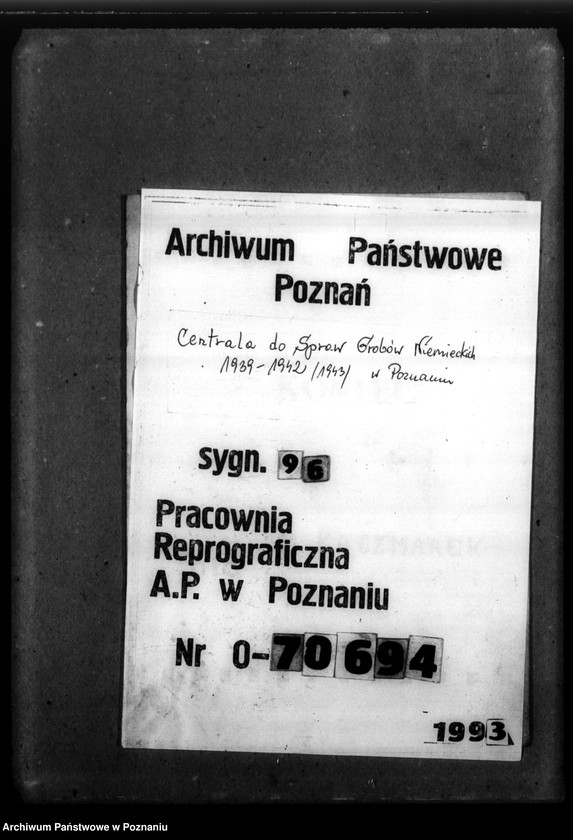 Archiwum Państwowe
Poznań
Centrala do Spraw Grobów Niemieckich
1939-1942/1943/ w Poznaniu
sygn. 96
Pracownia
Reprograficzna
A.P. w Poznaniu
Nr 0-70694
1993
Archiwum Państwowe w Poznaniu